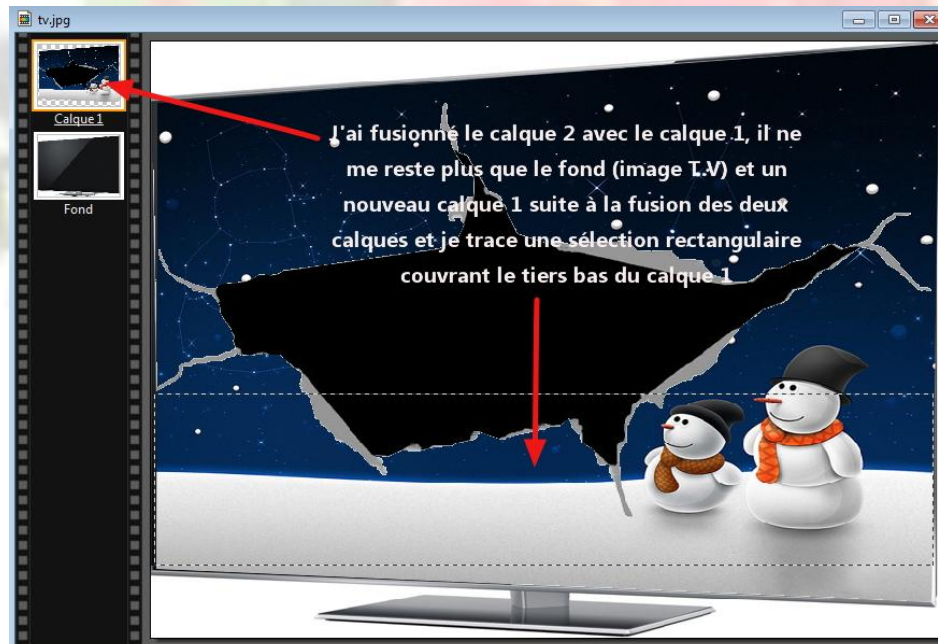 tv.jpg
Calque 1
Fond
J'ai fusionné le calque 2 avec le calque 1, il ne
me reste plus que le fond (image T.V) et un
nouveau calque 1 suite à la fusion des deux
calques et je trace une sélection rectangulaire
couvrant le tiers bas du calque 1